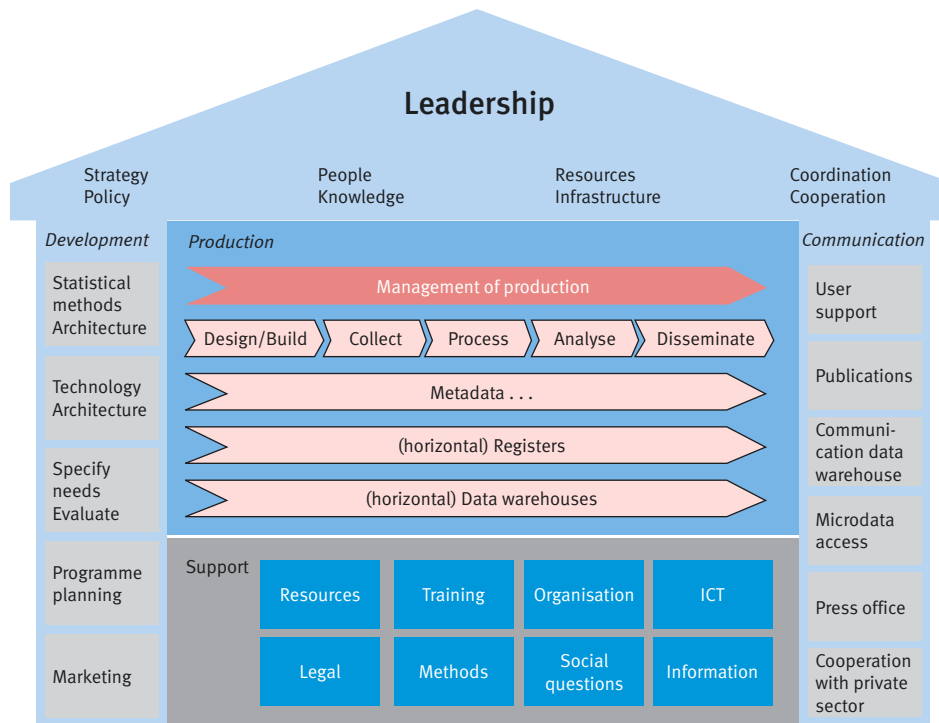 Leadership
Strategy
Policy
People
Knowledge
Resources
Infrastructure
Coordination
Cooperation
Development
Statistical
methods
Architecture
Technology
Architecture
Specify
needs
Evaluate
Programme
planning
Marketing
Production
Management of production
Design/Build
Collect
Process
Analyse
Disseminate
Metadata . . .
(horizontal) Registers
(horizontal) Data warehouses
Support
Resources
Training
Organisation
ICT
Legal
Methods
Social
questions
Information
Communication
User
support
Publications
Communi-
cation data
warehouse
Microdata
access
Press office
Cooperation
with private
sector